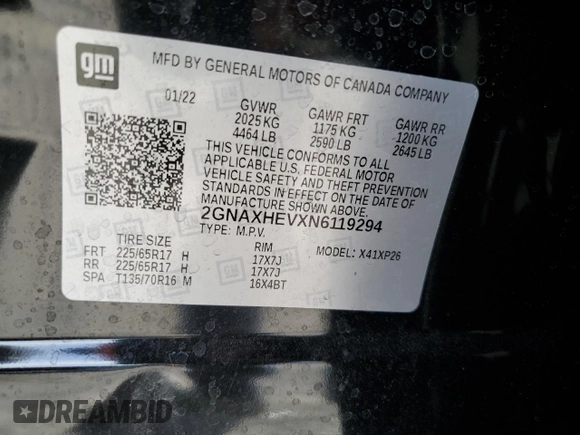 gm
MFD BY GENERAL MOTORS OF CANADA COMPANY
01/22 GVWR GAWR FRT GAWR RR
2025 KG 1175 KG 1200 KG
4464 LB 2590 LB 2645 LB
THIS VEHICLE CONFORMS TO ALL
APPLICABLE U.S. FEDERAL MOTOR
VEHICLE SAFETY AND THEFT PREVENTION
STANDARDS IN EFFECT ON THE DATE OF
MANUFACTURE SHOWN ABOVE.
2GNAXHEVXN6119294
TYPE: M.P.V.
TIRE SIZE RIM MODEL: X41XP26
FRT 225/65R17 H 17X7J
RR 225/65R17 H 17X7J
SPA T135/70R16 M 16X4BT
DREAMBID